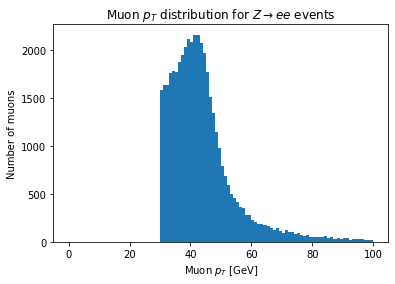 Muon $p_T$ distribution for $Z \to ee$ events
Number of muons
2000
1500
1000
500
0
0 20 40 60 80 100
Muon $p_T$ [GeV]